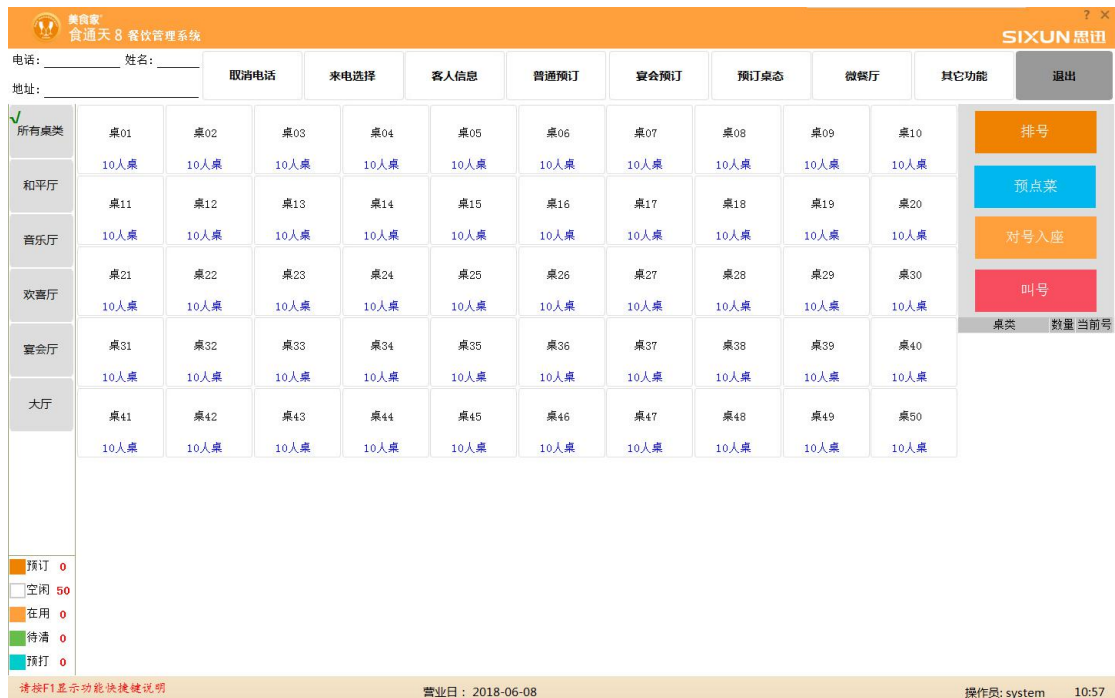 ? ×
美食家
食通天 8 餐饮管理系统
SIXUN 思迅
电话: 姓名:
地址:
取消电话 来电选择 客人信息 普通预订 宴会预订 预订桌态 微餐厅 其它功能 退出
√
所有桌类
和平厅
音乐厅
欢喜厅
宴会厅
大厅
桌01 桌02 桌03 桌04 桌05 桌06 桌07 桌08 桌09 桌10
10人桌 10人桌 10人桌 10人桌 10人桌 10人桌 10人桌 10人桌 10人桌 10人桌
桌11 桌12 桌13 桌14 桌15 桌16 桌17 桌18 桌19 桌20
10人桌 10人桌 10人桌 10人桌 10人桌 10人桌 10人桌 10人桌 10人桌 10人桌
桌21 桌22 桌23 桌24 桌25 桌26 桌27 桌28 桌29 桌30
10人桌 10人桌 10人桌 10人桌 10人桌 10人桌 10人桌 10人桌 10人桌 10人桌
桌31 桌32 桌33 桌34 桌35 桌36 桌37 桌38 桌39 桌40
10人桌 10人桌 10人桌 10人桌 10人桌 10人桌 10人桌 10人桌 10人桌 10人桌
桌41 桌42 桌43 桌44 桌45 桌46 桌47 桌48 桌49 桌50
10人桌 10人桌 10人桌 10人桌 10人桌 10人桌 10人桌 10人桌 10人桌 10人桌
排号
预点菜
对号入座
叫号
桌类 数量 当前号
预订 0
空闲 50
在用 0
待清 0
预打 0
请按F1显示功能快捷键说明
营业日： 2018-06-08
操作员: system 10:57